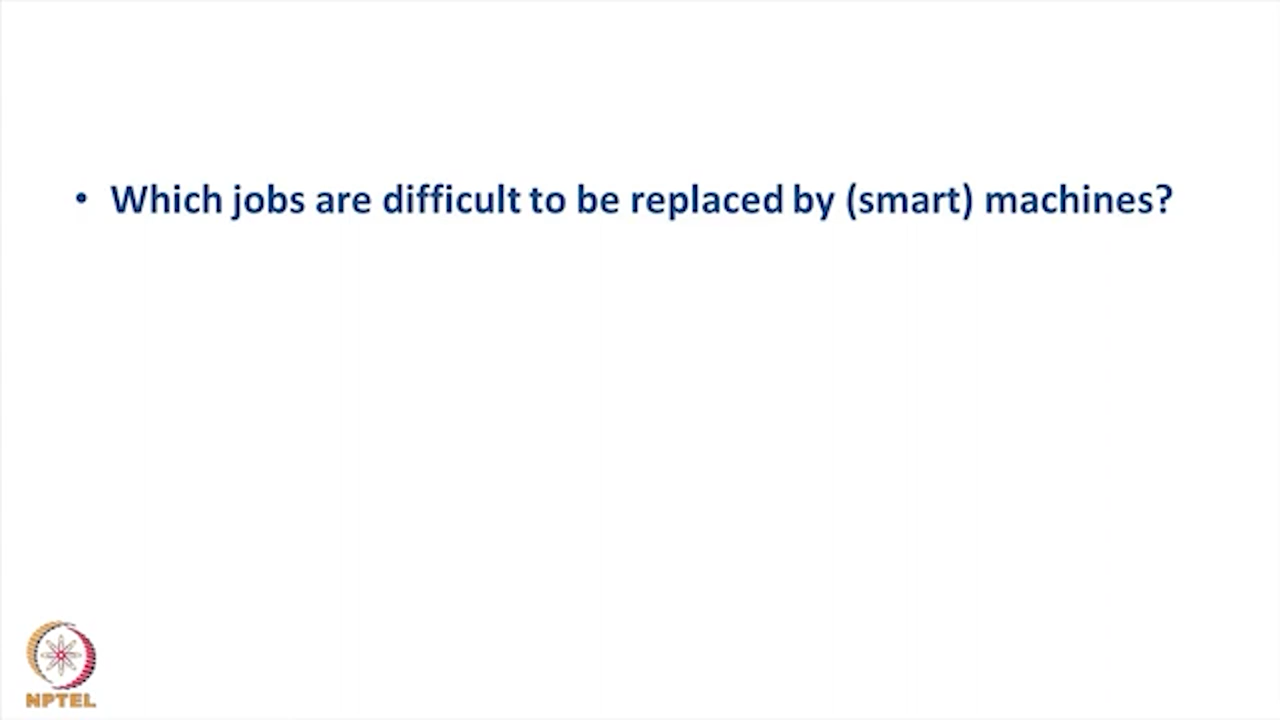 • Which jobs are difficult to be replaced by (smart) machines?
NPTEL